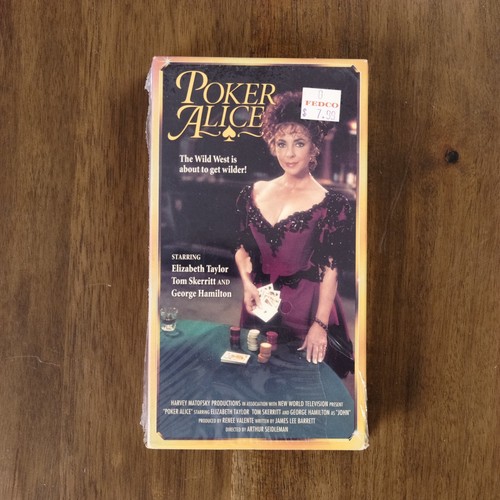 POKER
ALICE
0
FEDCO
$ 7.99
The Wild West is
about to get wilder!
STARRING
Elizabeth Taylor
Tom Skerritt AND
George Hamilton
HARVEY MATOFSKY PRODUCTIONS IN ASSOCIATION WITH NEW WORLD TELEVISION PRESENT
"POKER ALICE" STARRING ELIZABETH TAYLOR TOM SKERRITT AND GEORGE HAMILTON AS "JOHN"
PRODUCED BY RENEE VALENTE WRITTEN BY JAMES LEE BARRETT
DIRECTED BY ARTHUR SEIDLEMAN